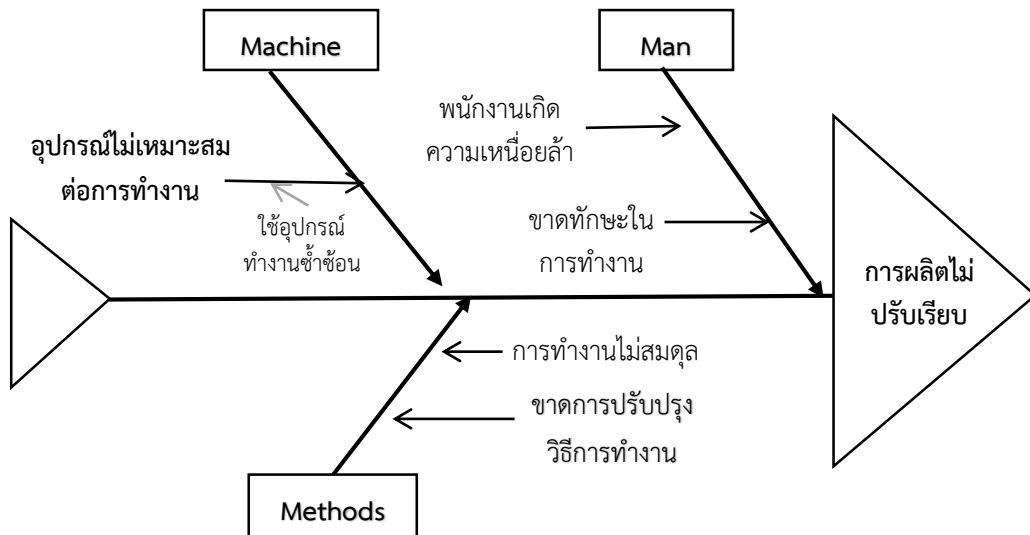 Machine
Man
พนักงานเกิด
ความเหนื่อยล้า
อุปกรณ์ไม่เหมาะสม
ต่อการทำงาน
ใช้อุปกรณ์
ทำงานซ้ำซ้อน
ขาดทักษะใน
การทำงาน
การผลิตไม่
ปรับเรียบ
การทำงานไม่สมดุล
ขาดการปรับปรุง
วิธีการทำงาน
Methods